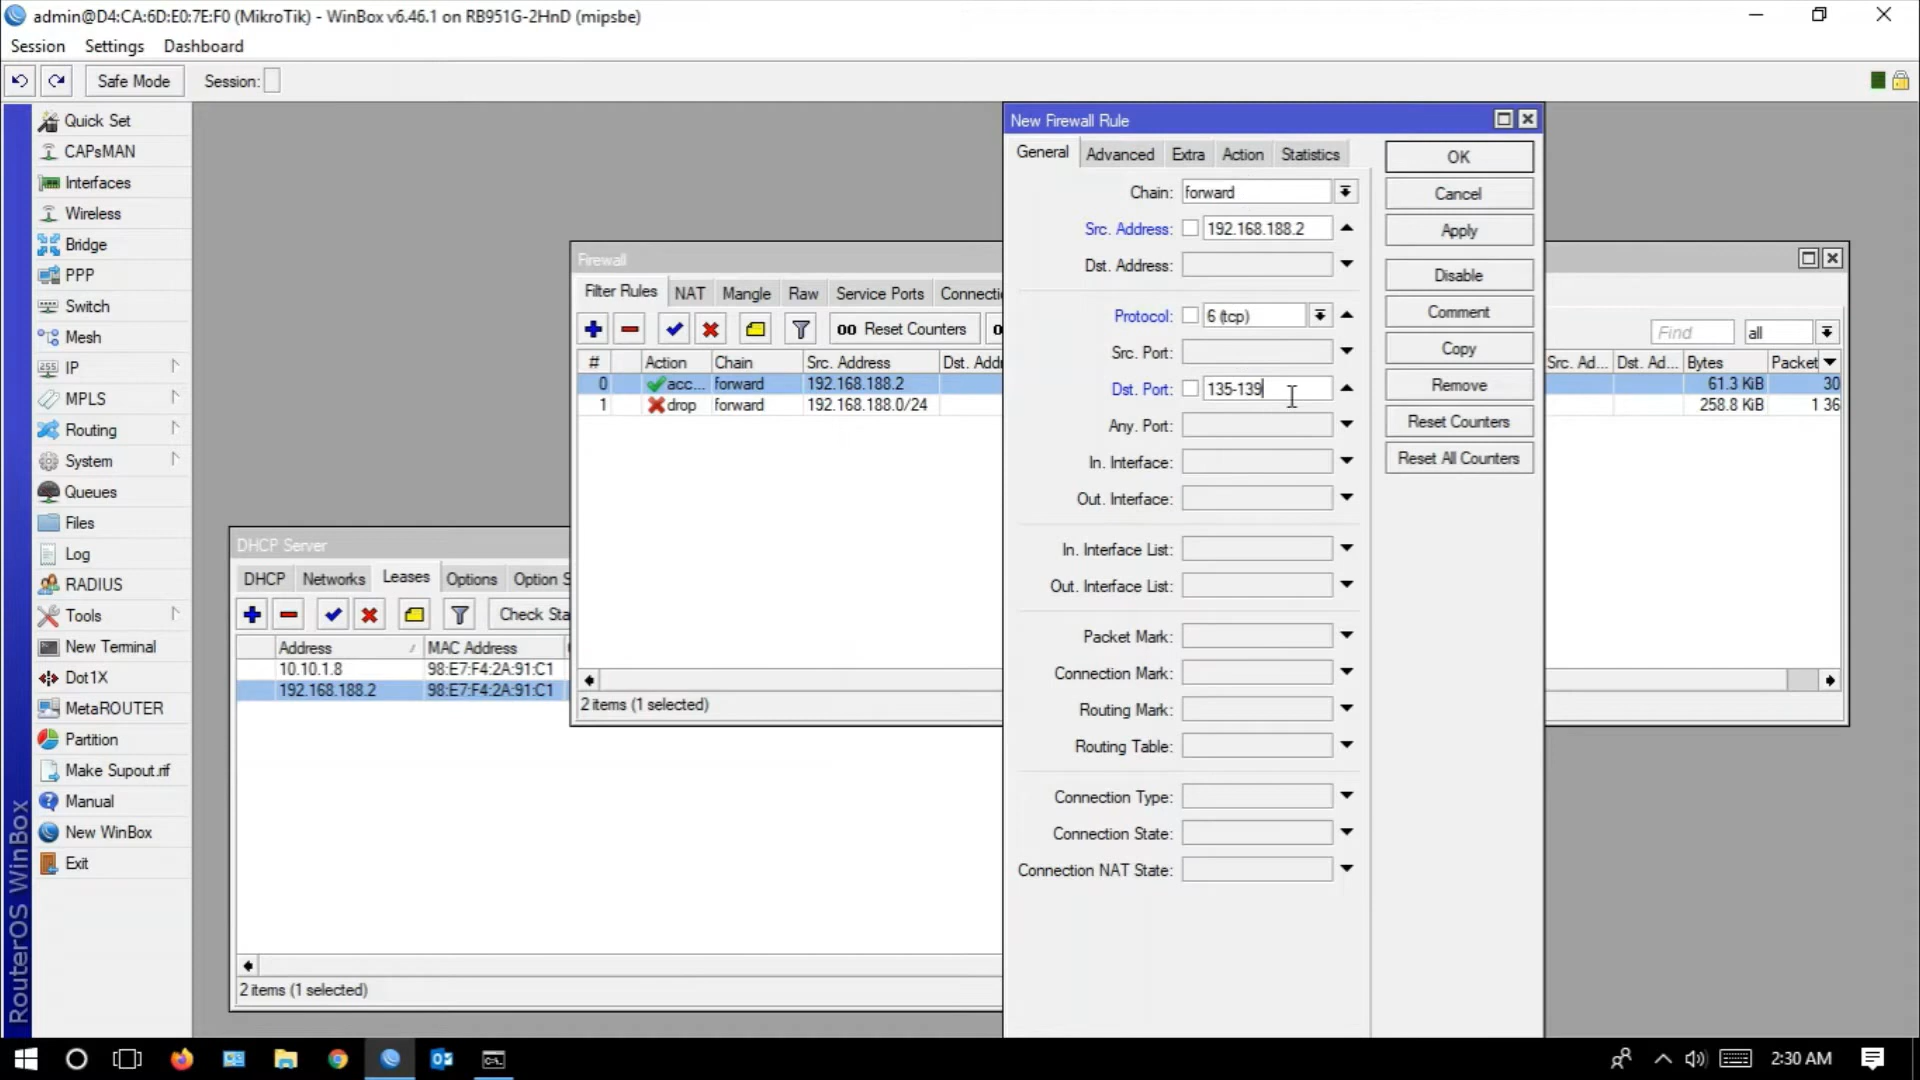 admin@D4:CA:6D:E0:7E:F0 (MikroTik) - WinBox v6.46.1 on RB951G-2HnD (mipsbe)
Session Settings Dashboard
Safe Mode Session:
Quick Set
CAPsMAN
Interfaces
Wireless
Bridge
PPP
Switch
Mesh
IP
MPLS
Routing
System
Queues
Files
Log
RADIUS
Tools
New Terminal
Dot1X
MetaROUTER
Partition
Make Supout.rif
Manual
New WinBox
Exit
RouterOS WinBox
DHCP Server
DHCP Networks Leases Options Option S
Check Sta
Address MAC Address
10.10.1.8 98:E7:F4:2A:91:C1
192.168.188.2 98:E7:F4:2A:91:C1
2 items (1 selected)
Firewall
Filter Rules NAT Mangle Raw Service Ports Connecti
00 Reset Counters
Find all
# Action Chain Src. Address Dst. Addr Src. Ad... Dst. Ad... Bytes Packet
0 acc... forward 192.168.188.2 61.3 KiB 30
1 drop forward 192.168.188.0/24 258.8 KiB 1 36
2 items (1 selected)
New Firewall Rule
General Advanced Extra Action Statistics
Chain: forward
Src. Address: 192.168.188.2
Dst. Address:
Protocol: 6 (tcp)
Src. Port:
Dst. Port: 135-139
Any. Port:
In. Interface:
Out. Interface:
In. Interface List:
Out. Interface List:
Packet Mark:
Connection Mark:
Routing Mark:
Routing Table:
Connection Type:
Connection State:
Connection NAT State:
OK
Cancel
Apply
Disable
Comment
Copy
Remove
Reset Counters
Reset All Counters
2:30 AM